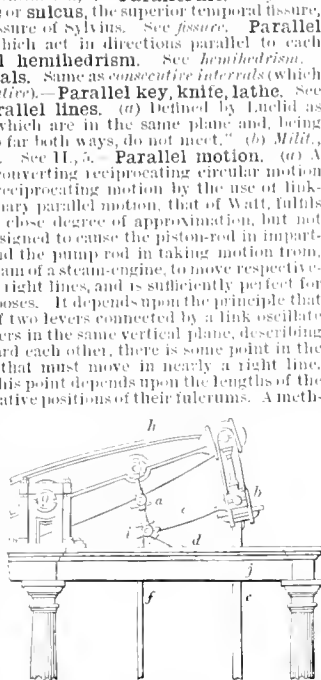 or sulcus, the superior temporal fissure,
ssure of Sylvius. See fissure. Parallel
which act in directions parallel to each
l hemihedrism. See hemihedrism.
als. Same as consecutive intervals (which
utive).—Parallel key, knife, lathe. See
rallel lines. (a) Defined by Euclid as
which are in the same plane and, being
far both ways, do not meet." (b) Milit.,
See II., 5.—Parallel motion. (a) A
converting reciprocating circular motion
reciprocating motion by the use of link-
nary parallel motion, that of Watt, fulfils
close degree of approximation, but not
signed to cause the piston-rod in impart-
nd the pump rod in taking motion from,
am of a steam-engine, to move respective-
right lines, and is sufficiently perfect for
poses. It depends upon the principle that
f two levers connected by a link oscillate
ers in the same vertical plane, describing
ard each other, there is some point in the
that must move in nearly a right line.
his point depends upon the lengths of the
ative positions of their fulcrums. A meth-
h
a
b
c
i
d
j
f
e